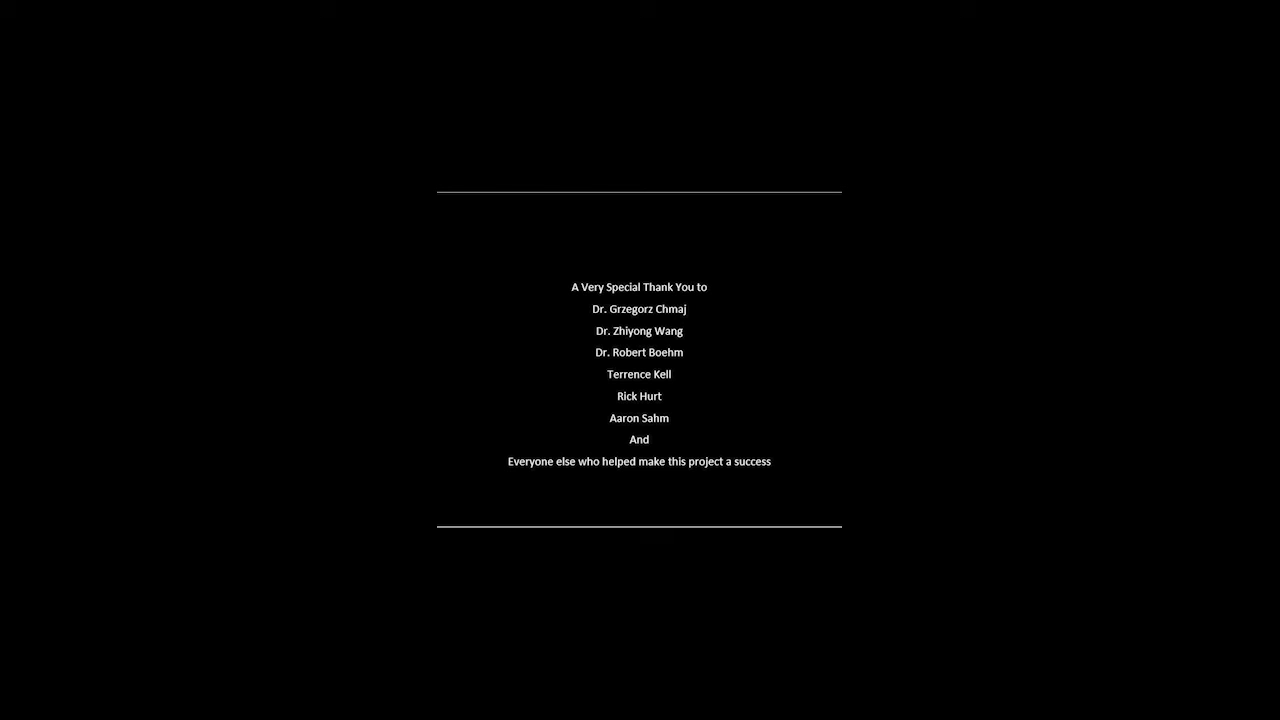 A Very Special Thank You to
Dr. Grzegorz Chmaj
Dr. Zhiyong Wang
Dr. Robert Boehm
Terrence Kell
Rick Hurt
Aaron Sahm
And
Everyone else who helped make this project a success